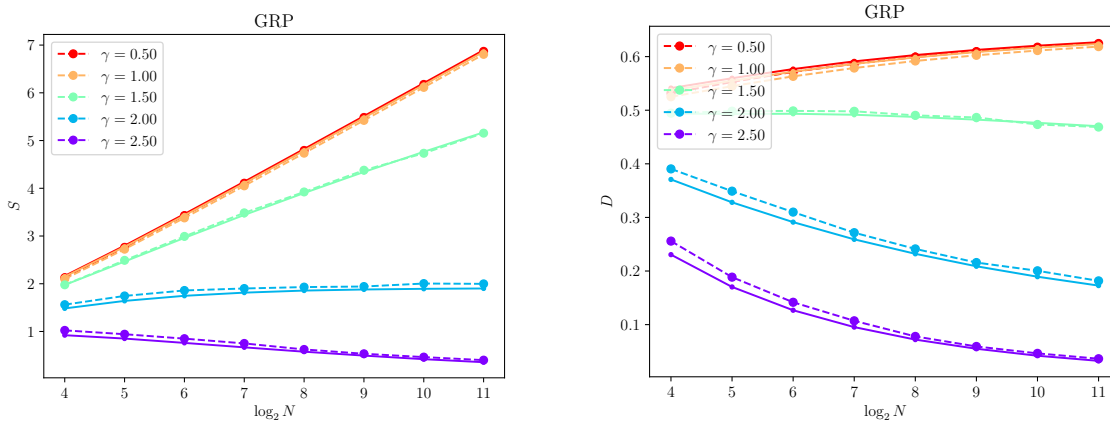 GRP
7
6
5
4
3
2
1
S
γ = 0.50
γ = 1.00
γ = 1.50
γ = 2.00
γ = 2.50
4 5 6 7 8 9 10 11
log₂ N
GRP
0.6
0.5
0.4
0.3
0.2
0.1
D
γ = 0.50
γ = 1.00
γ = 1.50
γ = 2.00
γ = 2.50
4 5 6 7 8 9 10 11
log₂ N